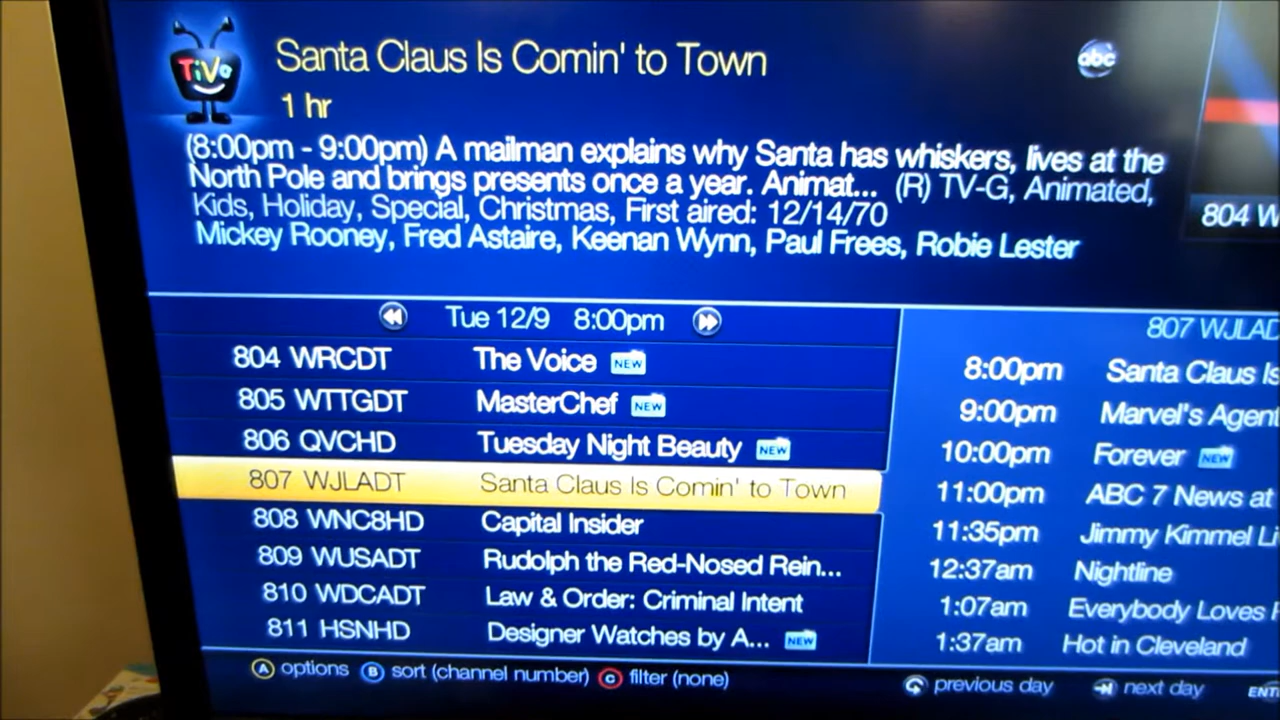 TiVo
Santa Claus Is Comin' to Town
abc
1 hr
(8:00pm - 9:00pm) A mailman explains why Santa has whiskers, lives at the
North Pole and brings presents once a year. Animat... (R) TV-G, Animated,
Kids, Holiday, Special, Christmas, First aired: 12/14/70
Mickey Rooney, Fred Astaire, Keenan Wynn, Paul Frees, Robie Lester
804 W
Tue 12/9 8:00pm
804 WRCDT The Voice NEW
805 WTTGDT MasterChef NEW
806 QVCHD Tuesday Night Beauty NEW
807 WJLADT Santa Claus Is Comin' to Town
808 WNC8HD Capital Insider
809 WUSADT Rudolph the Red-Nosed Rein...
810 WDCADT Law & Order: Criminal Intent
811 HSNHD Designer Watches by A... NEW
807 WJLAD
8:00pm Santa Claus Is
9:00pm Marvel's Agent
10:00pm Forever NEW
11:00pm ABC 7 News at
11:35pm Jimmy Kimmel Li
12:37am Nightline
1:07am Everybody Loves
1:37am Hot in Cleveland
A options B sort (channel number) C filter (none)
previous day next day ENT